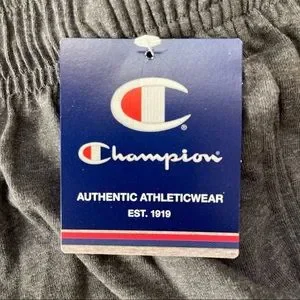 C®
Champion®
AUTHENTIC ATHLETICWEAR
EST. 1919